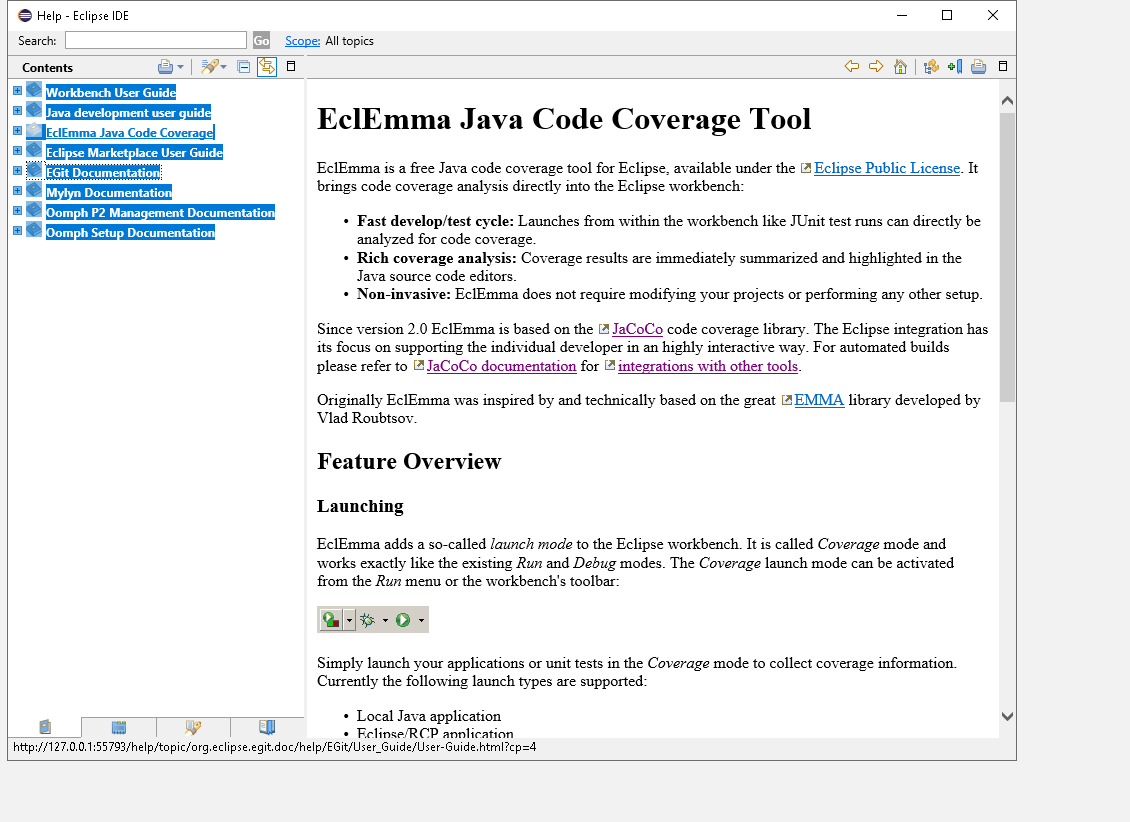 Help - Eclipse IDE
Search:
Go
Scope: All topics
Contents
Workbench User Guide
Java development user guide
EclEmma Java Code Coverage
Eclipse Marketplace User Guide
EGit Documentation
Mylyn Documentation
Oomph P2 Management Documentation
Oomph Setup Documentation
EclEmma Java Code Coverage Tool
EclEmma is a free Java code coverage tool for Eclipse, available under the Eclipse Public License. It
brings code coverage analysis directly into the Eclipse workbench:
• Fast develop/test cycle: Launches from within the workbench like JUnit test runs can directly be
analyzed for code coverage.
• Rich coverage analysis: Coverage results are immediately summarized and highlighted in the
Java source code editors.
• Non-invasive: EclEmma does not require modifying your projects or performing any other setup.
Since version 2.0 EclEmma is based on the JaCoCo code coverage library. The Eclipse integration has
its focus on supporting the individual developer in an highly interactive way. For automated builds
please refer to JaCoCo documentation for integrations with other tools.
Originally EclEmma was inspired by and technically based on the great EMMA library developed by
Vlad Roubtsov.
Feature Overview
Launching
EclEmma adds a so-called launch mode to the Eclipse workbench. It is called Coverage mode and
works exactly like the existing Run and Debug modes. The Coverage launch mode can be activated
from the Run menu or the workbench's toolbar:
Simply launch your applications or unit tests in the Coverage mode to collect coverage information.
Currently the following launch types are supported:
• Local Java application
• Eclipse/RCP application
http://127.0.0.1:55793/help/topic/org.eclipse.egit.doc/help/EGit/User_Guide/User-Guide.html?cp=4